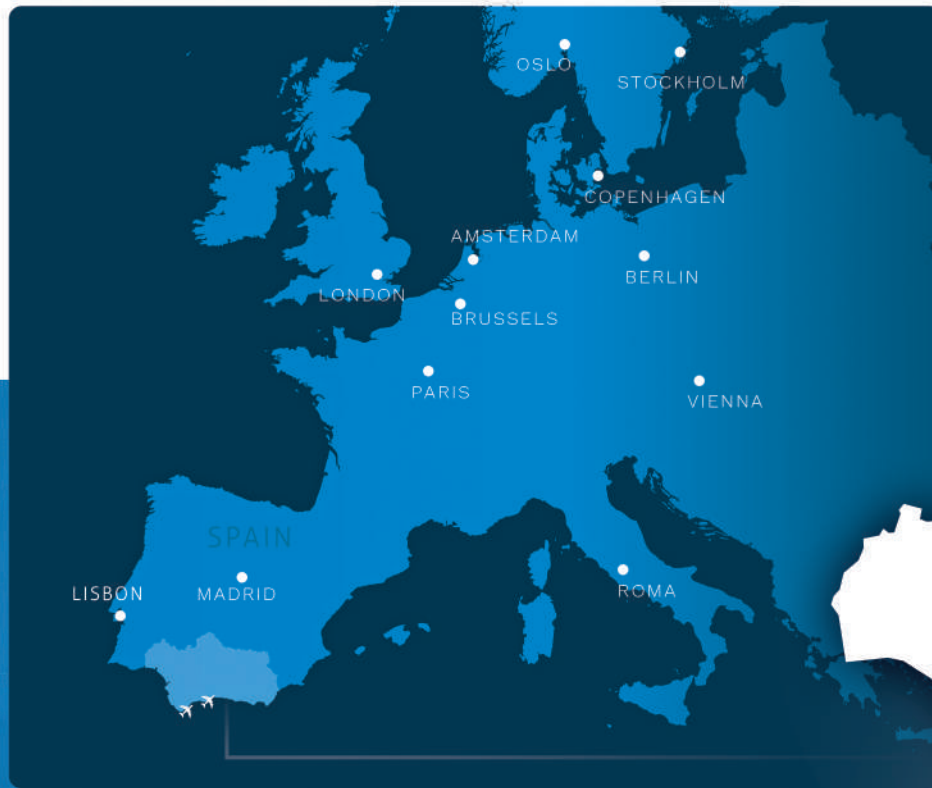 OSLO
STOCKHOLM
COPENHAGEN
AMSTERDAM
BERLIN
LONDON
BRUSSELS
PARIS
VIENNA
SPAIN
LISBON
MADRID
ROMA